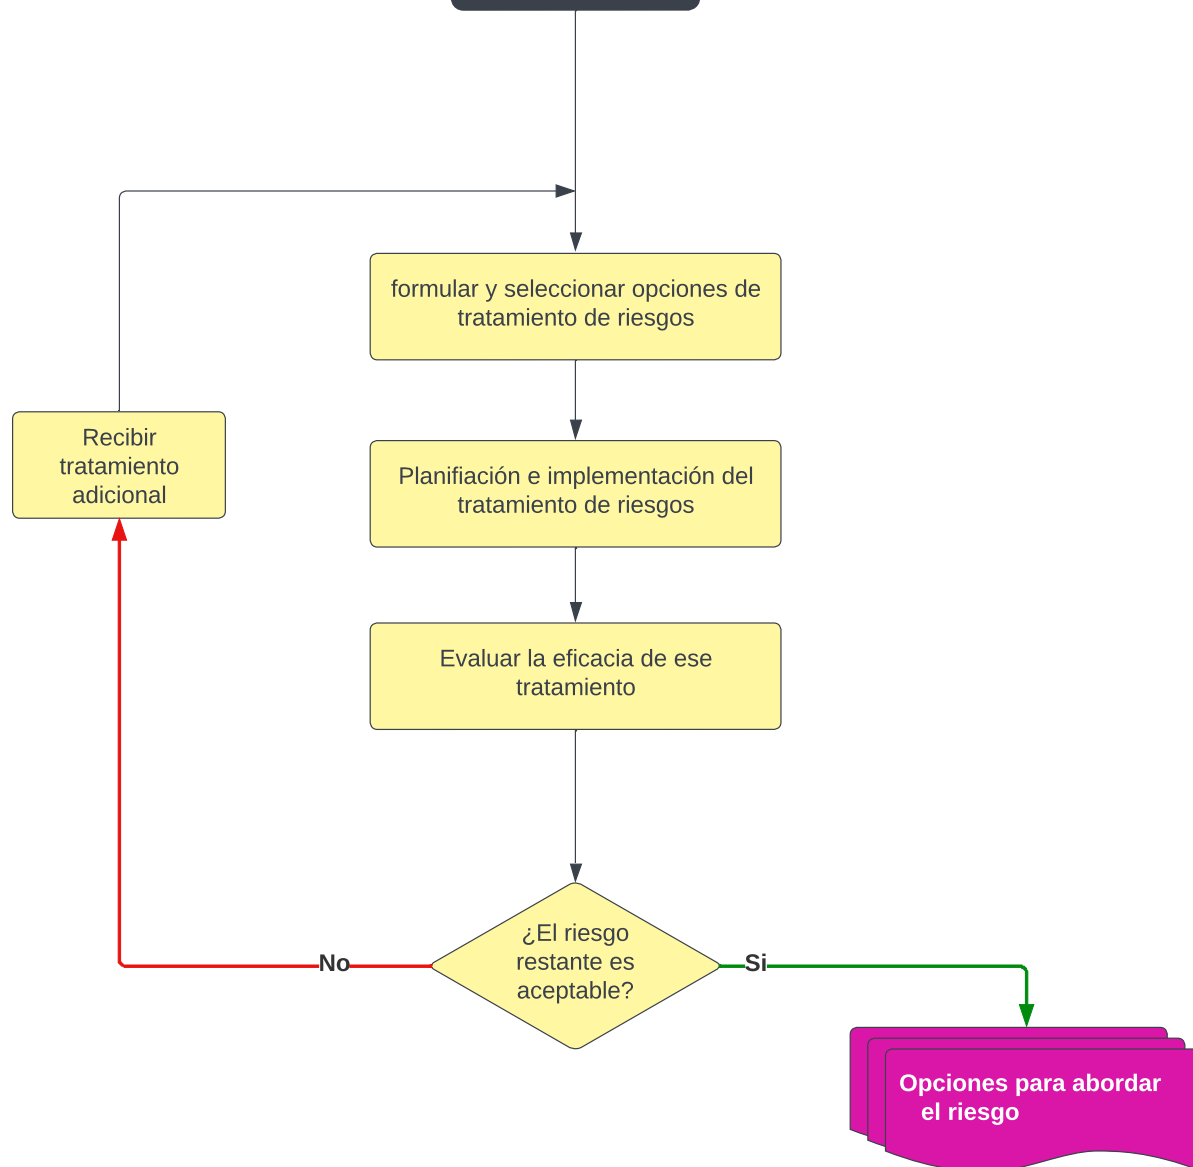 formular y seleccionar opciones de
tratamiento de riesgos
Recibir
tratamiento
adicional
Planifiación e implementación del
tratamiento de riesgos
Evaluar la eficacia de ese
tratamiento
¿El riesgo
restante es
aceptable?
No
Si
Opciones para abordar
el riesgo